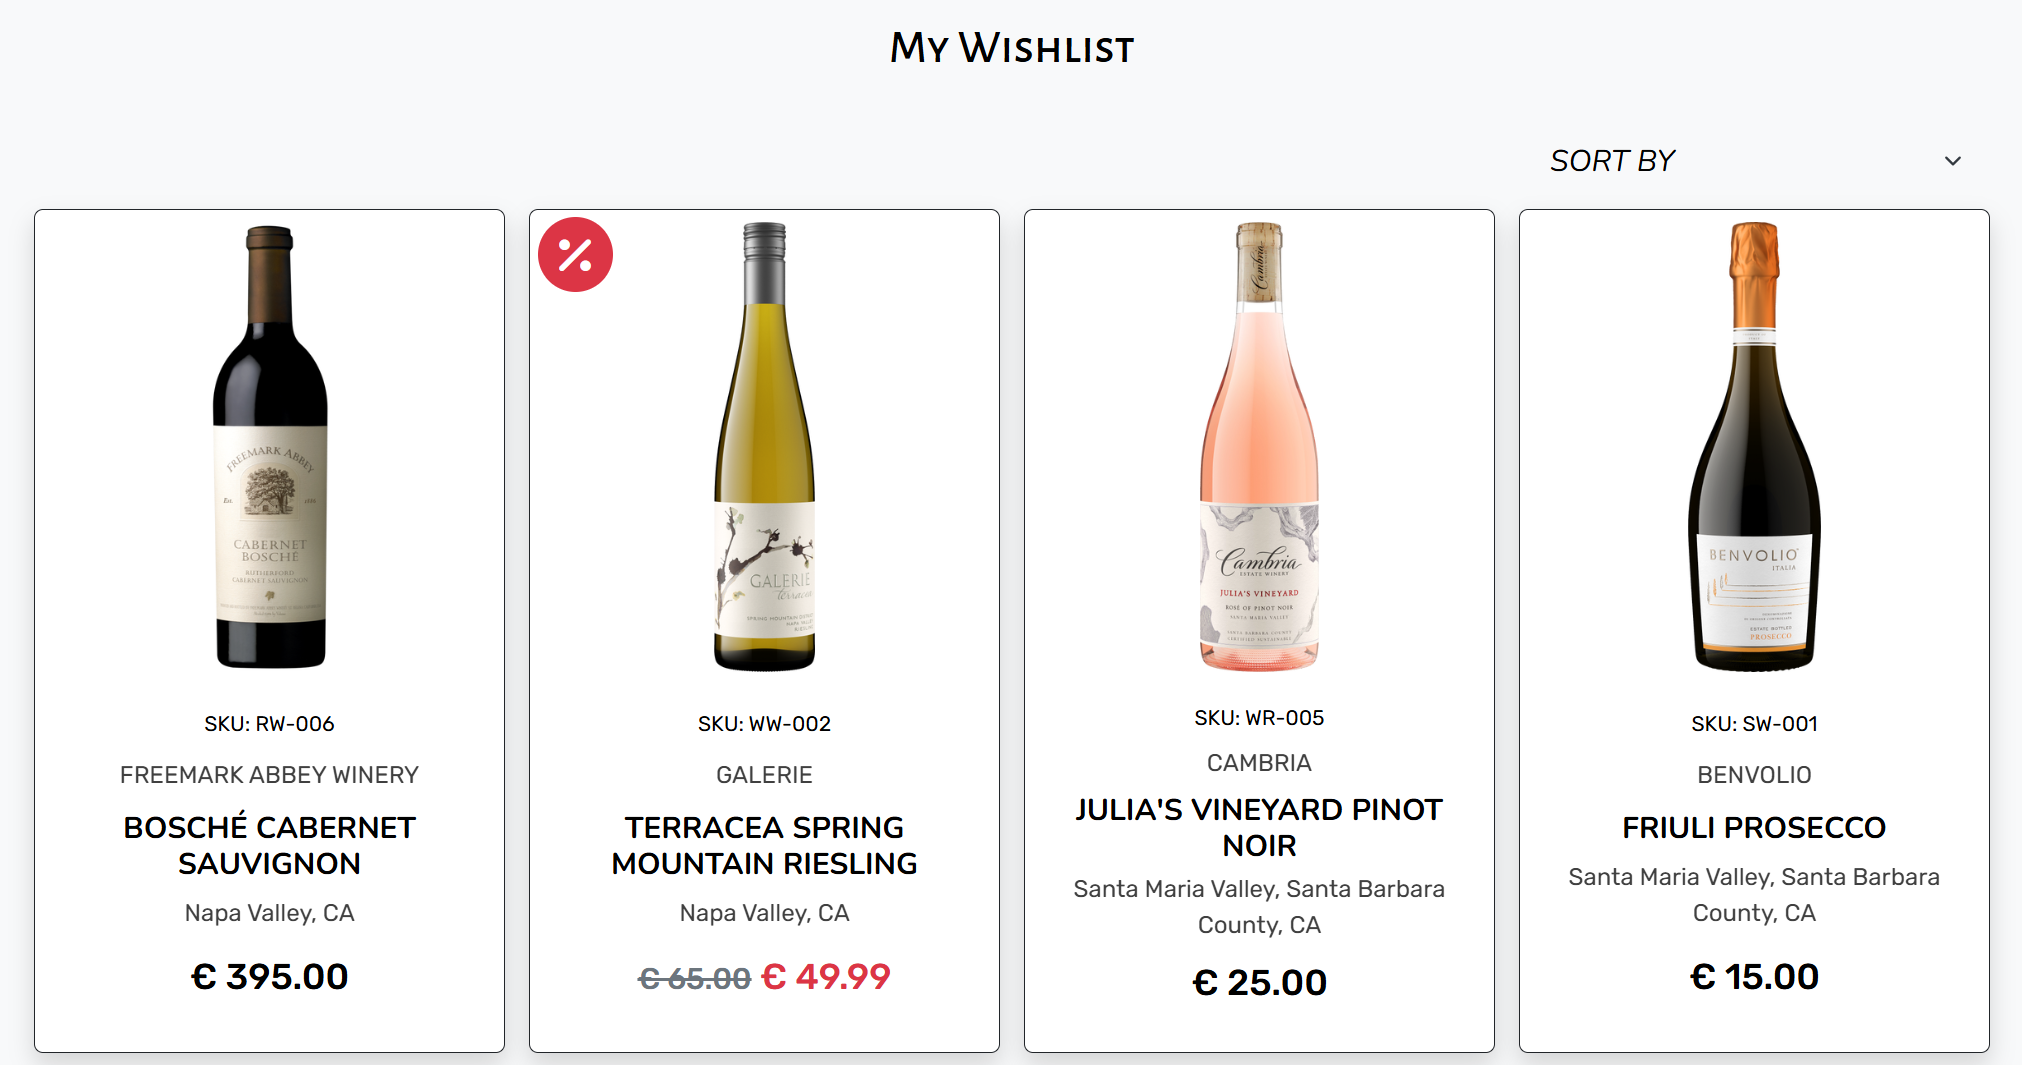 My Wishlist
SORT BY
FREEMARK ABBEY
Est.
CABERNET
BOSCHÉ
RUTHERFORD
CABERNET SAUVIGNON
SKU: RW-006
FREEMARK ABBEY WINERY
BOSCHÉ CABERNET
SAUVIGNON
Napa Valley, CA
€ 395.00
GALERIE
terracea
SPRING MOUNTAIN DISTRICT
NAPA VALLEY
RIESLING
SKU: WW-002
GALERIE
TERRACEA SPRING
MOUNTAIN RIESLING
Napa Valley, CA
€ 65.00 € 49.99
Cambria
Cambria
ESTATE WINERY
JULIA'S VINEYARD
ROSÉ OF PINOT NOIR
SANTA MARIA VALLEY
SANTA BARBARA COUNTY
CERTIFIED SUSTAINABLE
SKU: WR-005
CAMBRIA
JULIA'S VINEYARD PINOT
NOIR
Santa Maria Valley, Santa Barbara
County, CA
€ 25.00
BENVOLIO
ITALIA
ESTATE BOTTLED
PROSECCO
SKU: SW-001
BENVOLIO
FRIULI PROSECCO
Santa Maria Valley, Santa Barbara
County, CA
€ 15.00